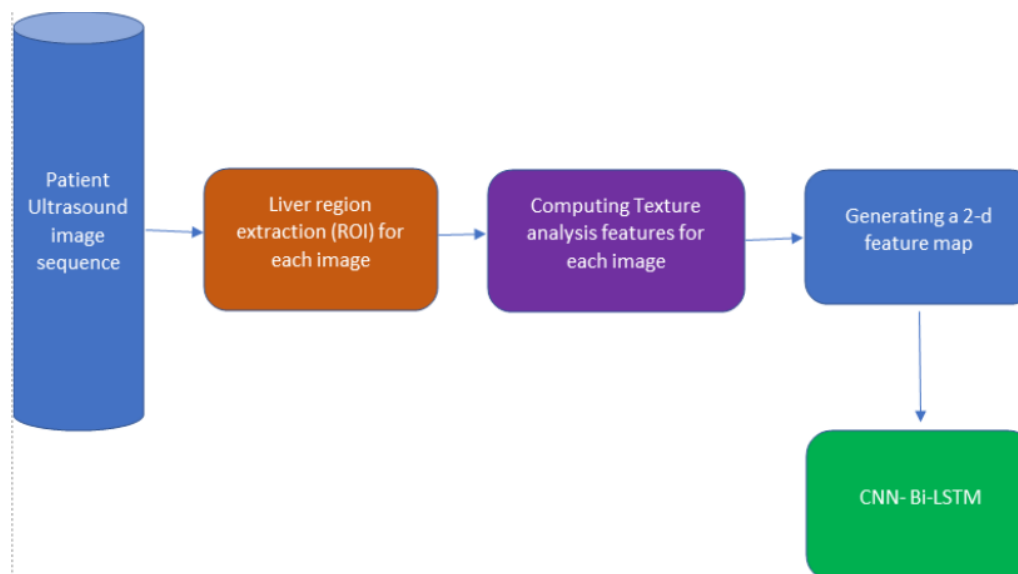 Patient
Ultrasound
image
sequence
Liver region
extraction (ROI) for
each image
Computing Texture
analysis features for
each image
Generating a 2-d
feature map
CNN- Bi-LSTM